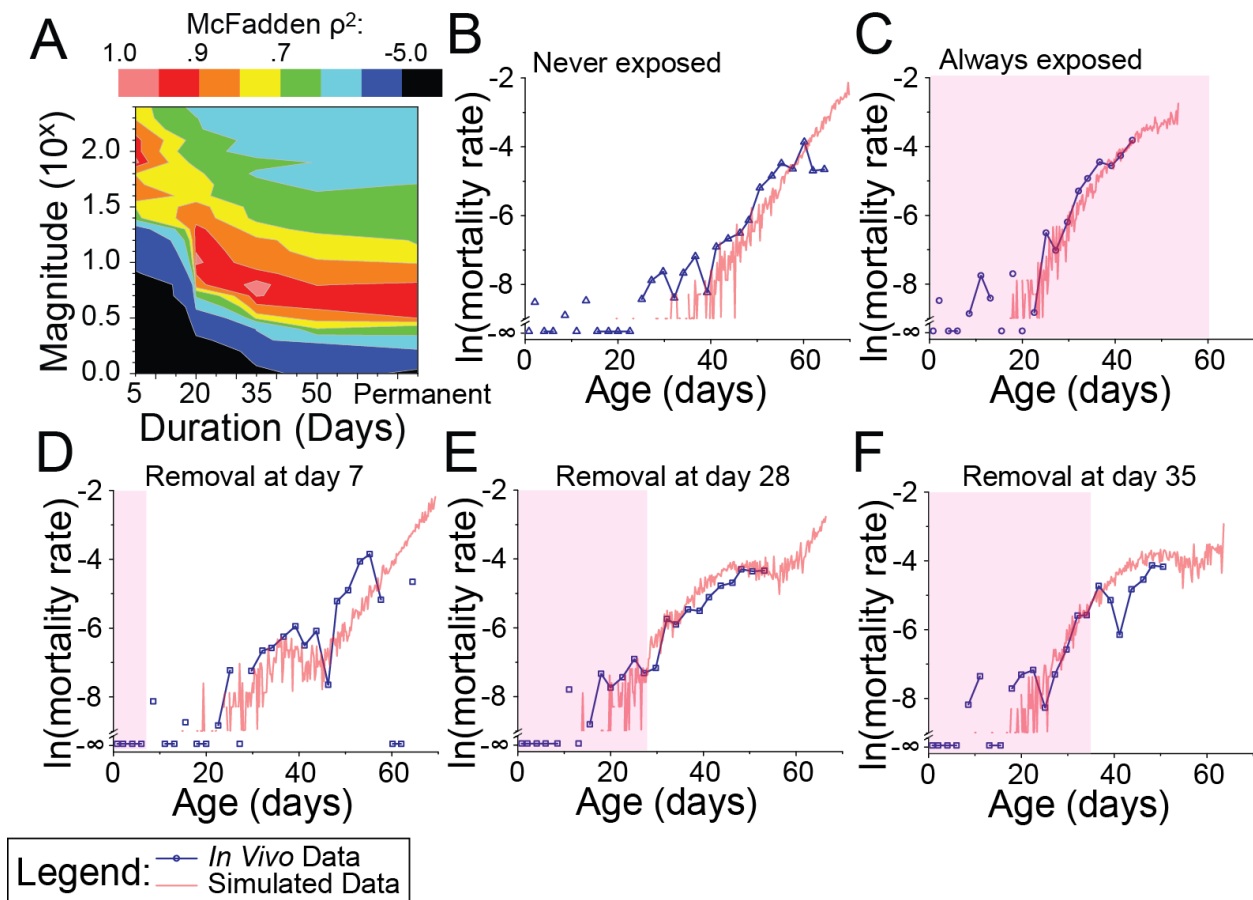 A
McFadden ρ²:
1.0 .9 .7 -5.0
Magnitude (10ˣ)
2.0
1.5
1.0
0.5
0.0
5 20 35 50 Permanent
Duration (Days)
B
Never exposed
ln(mortality rate)
-2
-4
-6
-8
-∞
0 20 40 60
Age (days)
C
Always exposed
ln(mortality rate)
-2
-4
-6
-8
-∞
0 20 40 60
Age (days)
D
Removal at day 7
ln(mortality rate)
-2
-4
-6
-8
-∞
0 20 40 60
Age (days)
E
Removal at day 28
ln(mortality rate)
-2
-4
-6
-8
-∞
0 20 40 60
Age (days)
F
Removal at day 35
ln(mortality rate)
-2
-4
-6
-8
-∞
0 20 40 60
Age (days)
Legend:
In Vivo Data
Simulated Data